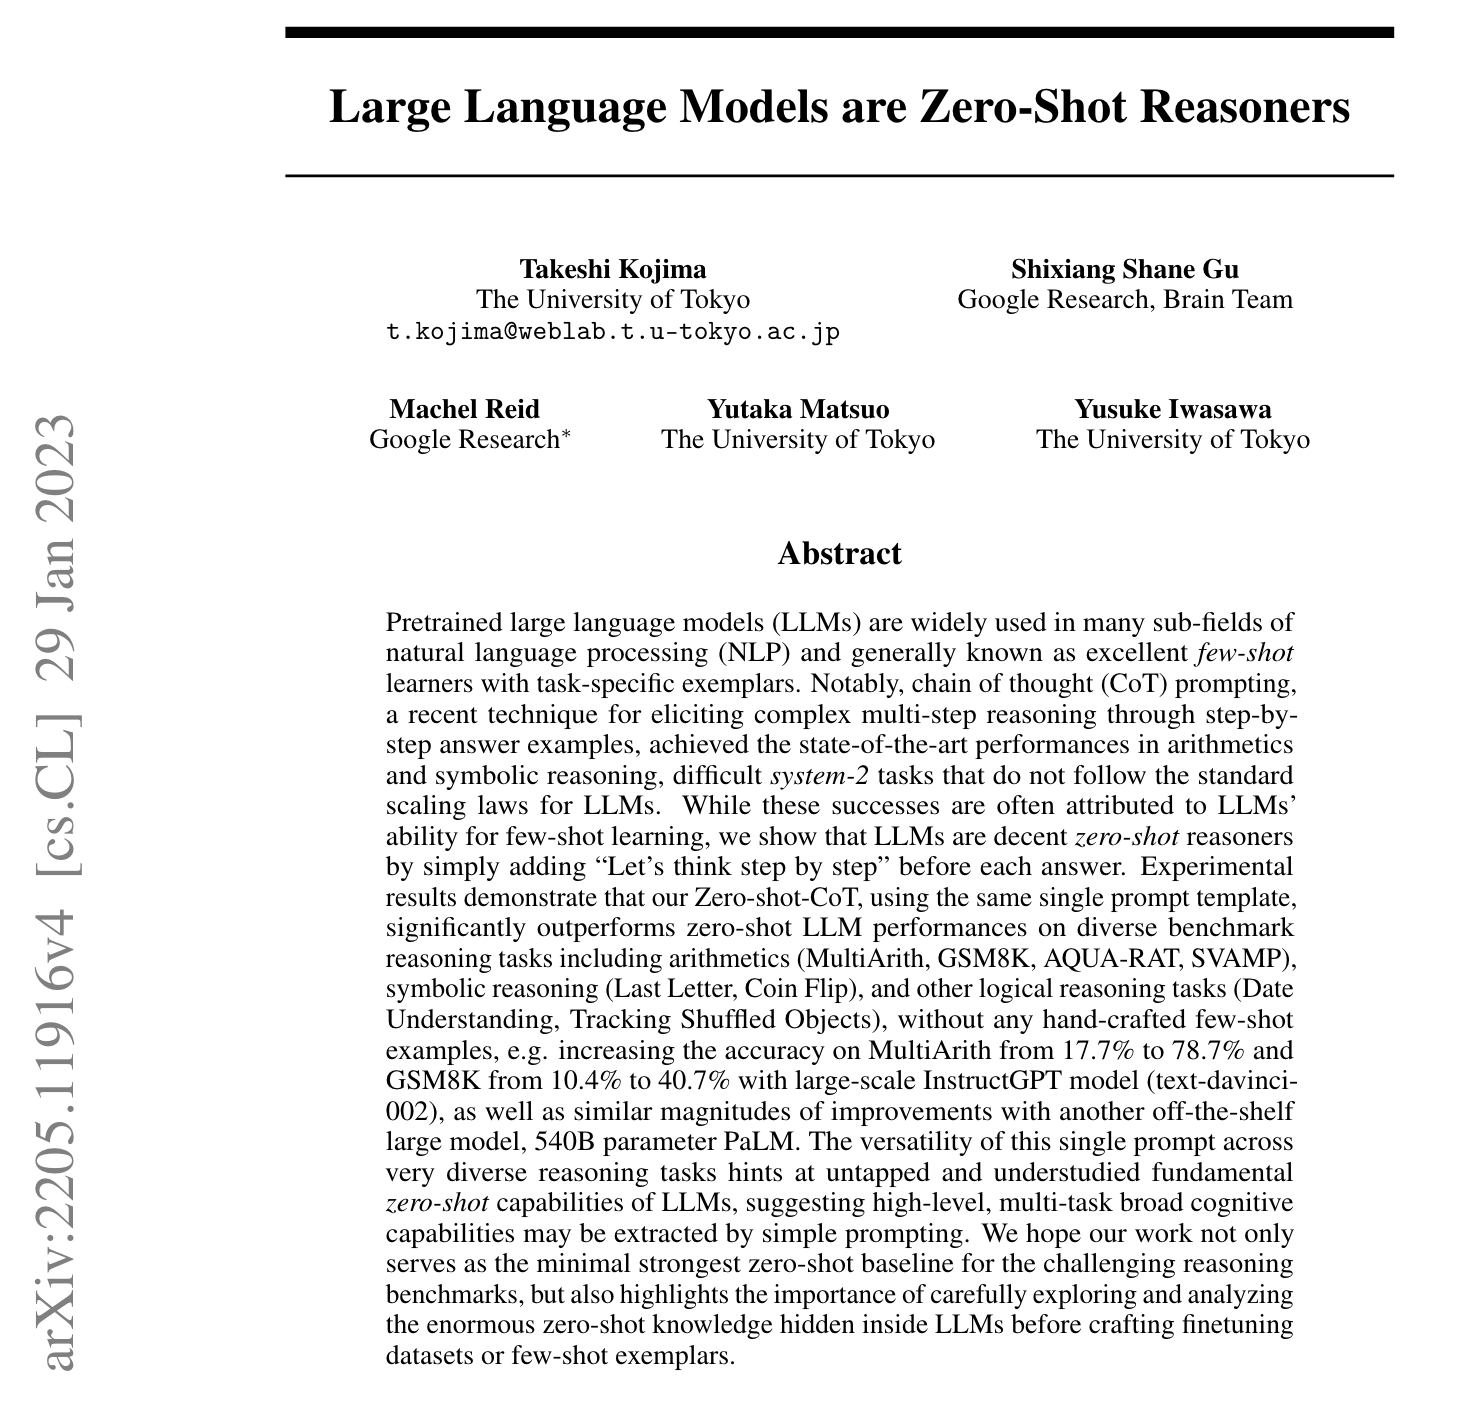 Large Language Models are Zero-Shot Reasoners
Takeshi Kojima
The University of Tokyo
t.kojima@weblab.t.u-tokyo.ac.jp
Shixiang Shane Gu
Google Research, Brain Team
Machel Reid
Google Research*
Yutaka Matsuo
The University of Tokyo
Yusuke Iwasawa
The University of Tokyo
Abstract
Pretrained large language models (LLMs) are widely used in many sub-fields of
natural language processing (NLP) and generally known as excellent few-shot
learners with task-specific exemplars. Notably, chain of thought (CoT) prompting,
a recent technique for eliciting complex multi-step reasoning through step-by-
step answer examples, achieved the state-of-the-art performances in arithmetics
and symbolic reasoning, difficult system-2 tasks that do not follow the standard
scaling laws for LLMs. While these successes are often attributed to LLMs’
ability for few-shot learning, we show that LLMs are decent zero-shot reasoners
by simply adding “Let’s think step by step” before each answer. Experimental
results demonstrate that our Zero-shot-CoT, using the same single prompt template,
significantly outperforms zero-shot LLM performances on diverse benchmark
reasoning tasks including arithmetics (MultiArith, GSM8K, AQUA-RAT, SVAMP),
symbolic reasoning (Last Letter, Coin Flip), and other logical reasoning tasks (Date
Understanding, Tracking Shuffled Objects), without any hand-crafted few-shot
examples, e.g. increasing the accuracy on MultiArith from 17.7% to 78.7% and
GSM8K from 10.4% to 40.7% with large-scale InstructGPT model (text-davinci-
002), as well as similar magnitudes of improvements with another off-the-shelf
large model, 540B parameter PaLM. The versatility of this single prompt across
very diverse reasoning tasks hints at untapped and understudied fundamental
zero-shot capabilities of LLMs, suggesting high-level, multi-task broad cognitive
capabilities may be extracted by simple prompting. We hope our work not only
serves as the minimal strongest zero-shot baseline for the challenging reasoning
benchmarks, but also highlights the importance of carefully exploring and analyzing
the enormous zero-shot knowledge hidden inside LLMs before crafting finetuning
datasets or few-shot exemplars.
arXiv:2205.11916v4 [cs.CL] 29 Jan 2023